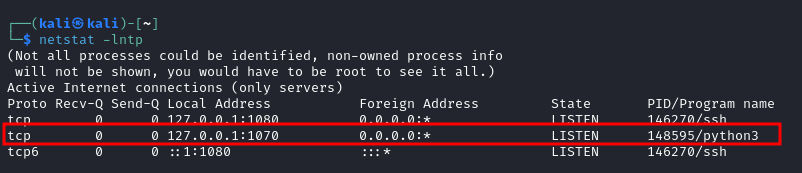 ┌──(kali㉿kali)-[~]
└─$ netstat -lntp
(Not all processes could be identified, non-owned process info
 will not be shown, you would have to be root to see it all.)
Active Internet connections (only servers)
Proto Recv-Q Send-Q Local Address           Foreign Address         State       PID/Program name
tcp        0      0 127.0.0.1:1080          0.0.0.0:*               LISTEN      146270/ssh
tcp        0      0 127.0.0.1:1070          0.0.0.0:*               LISTEN      148595/python3
tcp6       0      0 ::1:1080                :::*                    LISTEN      146270/ssh